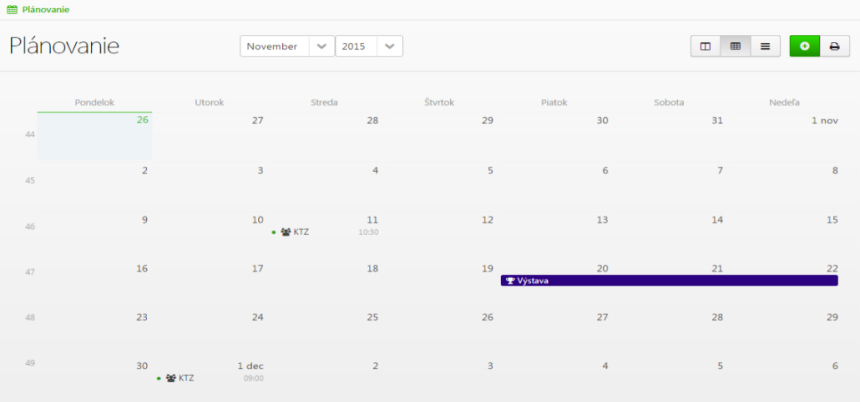 Plánovanie
Plánovanie
November 2015
Pondelok Utorok Streda Štvrtok Piatok Sobota Nedeľa
26 27 28 29 30 31 1 nov
44
2 3 4 5 6 7 8
45
9 10 11 12 13 14 15
46
KTZ 10:30
16 17 18 19 20 21 22
47
Výstava
23 24 25 26 27 28 29
48
30 1 dec 2 3 4 5 6
49
KTZ 09:00